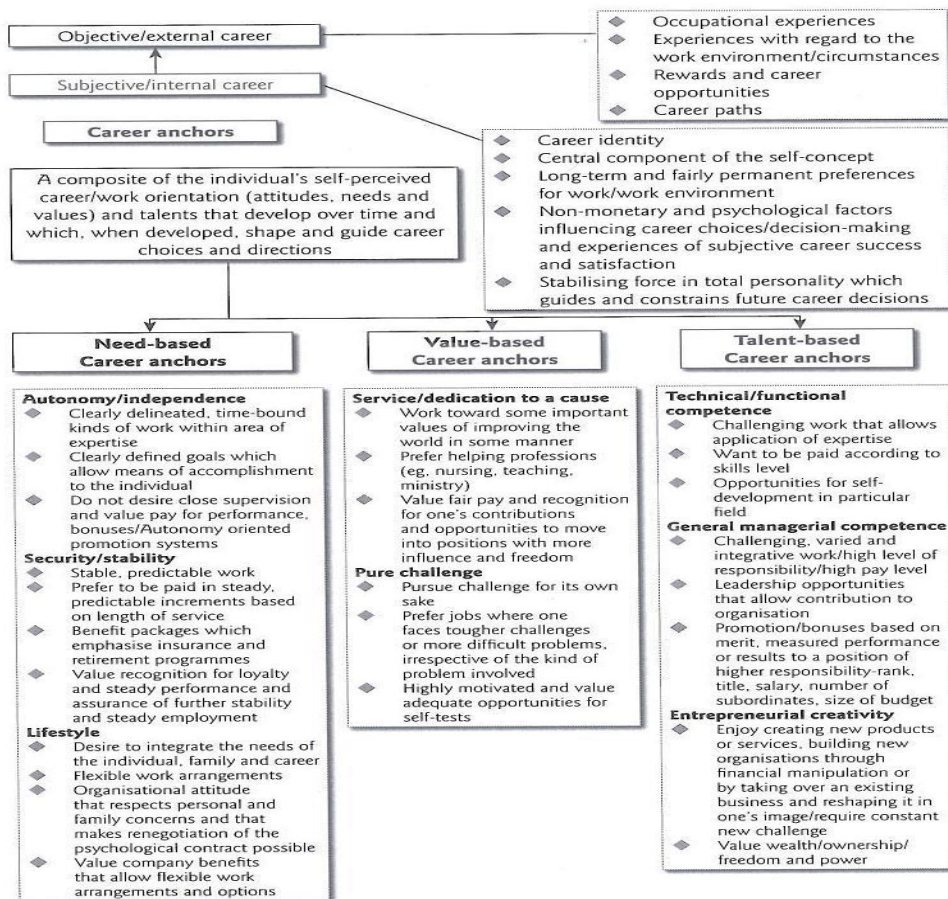 Objective/external career
Subjective/internal career
Career anchors
Occupational experiences
Experiences with regard to the
work environment/circumstances
Rewards and career
opportunities
Career paths
Career identity
Central component of the self-concept
Long-term and fairly permanent preferences
for work/work environment
Non-monetary and psychological factors
influencing career choices/decision-making
and experiences of subjective career success
and satisfaction
Stabilising force in total personality which
guides and constrains future career decisions
A composite of the individual's self-perceived
career/work orientation (attitudes, needs and
values) and talents that develop over time and
which, when developed, shape and guide career
choices and directions
Need-based
Career anchors
Value-based
Career anchors
Talent-based
Career anchors
Autonomy/independence
Clearly delineated, time-bound
kinds of work within area of
expertise
Clearly defined goals which
allow means of accomplishment
to the individual
Do not desire close supervision
and value pay for performance,
bonuses/Autonomy oriented
promotion systems
Security/stability
Stable, predictable work
Prefer to be paid in steady,
predictable increments based
on length of service
Benefit packages which
emphasise insurance and
retirement programmes
Value recognition for loyalty
and steady performance and
assurance of further stability
and steady employment
Lifestyle
Desire to integrate the needs of
the individual, family and career
Flexible work arrangements
Organisational attitude
that respects personal and
family concerns and that
makes renegotiation of the
psychological contract possible
Value company benefits
that allow flexible work
arrangements and options
Service/dedication to a cause
Work toward some important
values of improving the
world in some manner
Prefer helping professions
(eg, nursing, teaching,
ministry)
Value fair pay and recognition
for one's contributions
and opportunities to move
into positions with more
influence and freedom
Pure challenge
Pursue challenge for its own
sake
Prefer jobs where one
faces tougher challenges
or more difficult problems,
irrespective of the kind of
problem involved
Highly motivated and value
adequate opportunities for
self-tests
Technical/functional
competence
Challenging work that allows
application of expertise
Want to be paid according to
skills level
Opportunities for self-
development in particular
field
General managerial competence
Challenging, varied and
integrative work/high level of
responsibility/high pay level
Leadership opportunities
that allow contribution to
organisation
Promotion/bonuses based on
merit, measured performance
or results to a position of
higher responsibility-rank,
title, salary, number of
subordinates, size of budget
Entrepreneurial creativity
Enjoy creating new products
or services, building new
organisations through
financial manipulation or
by taking over an existing
business and reshaping it in
one's image/require constant
new challenge
Value wealth/ownership/
freedom and power